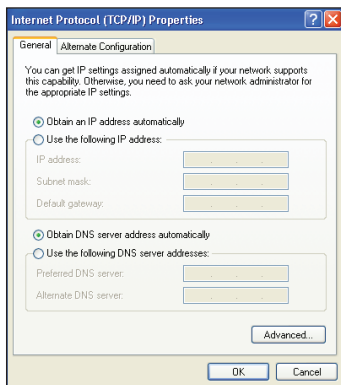 Internet Protocol (TCP/IP) Properties
General
Alternate Configuration
You can get IP settings assigned automatically if your network supports
this capability. Otherwise, you need to ask your network administrator for
the appropriate IP settings.
Obtain an IP address automatically
Use the following IP address:
IP address:
Subnet mask:
Default gateway:
Obtain DNS server address automatically
Use the following DNS server addresses:
Preferred DNS server:
Alternate DNS server:
Advanced...
OK
Cancel